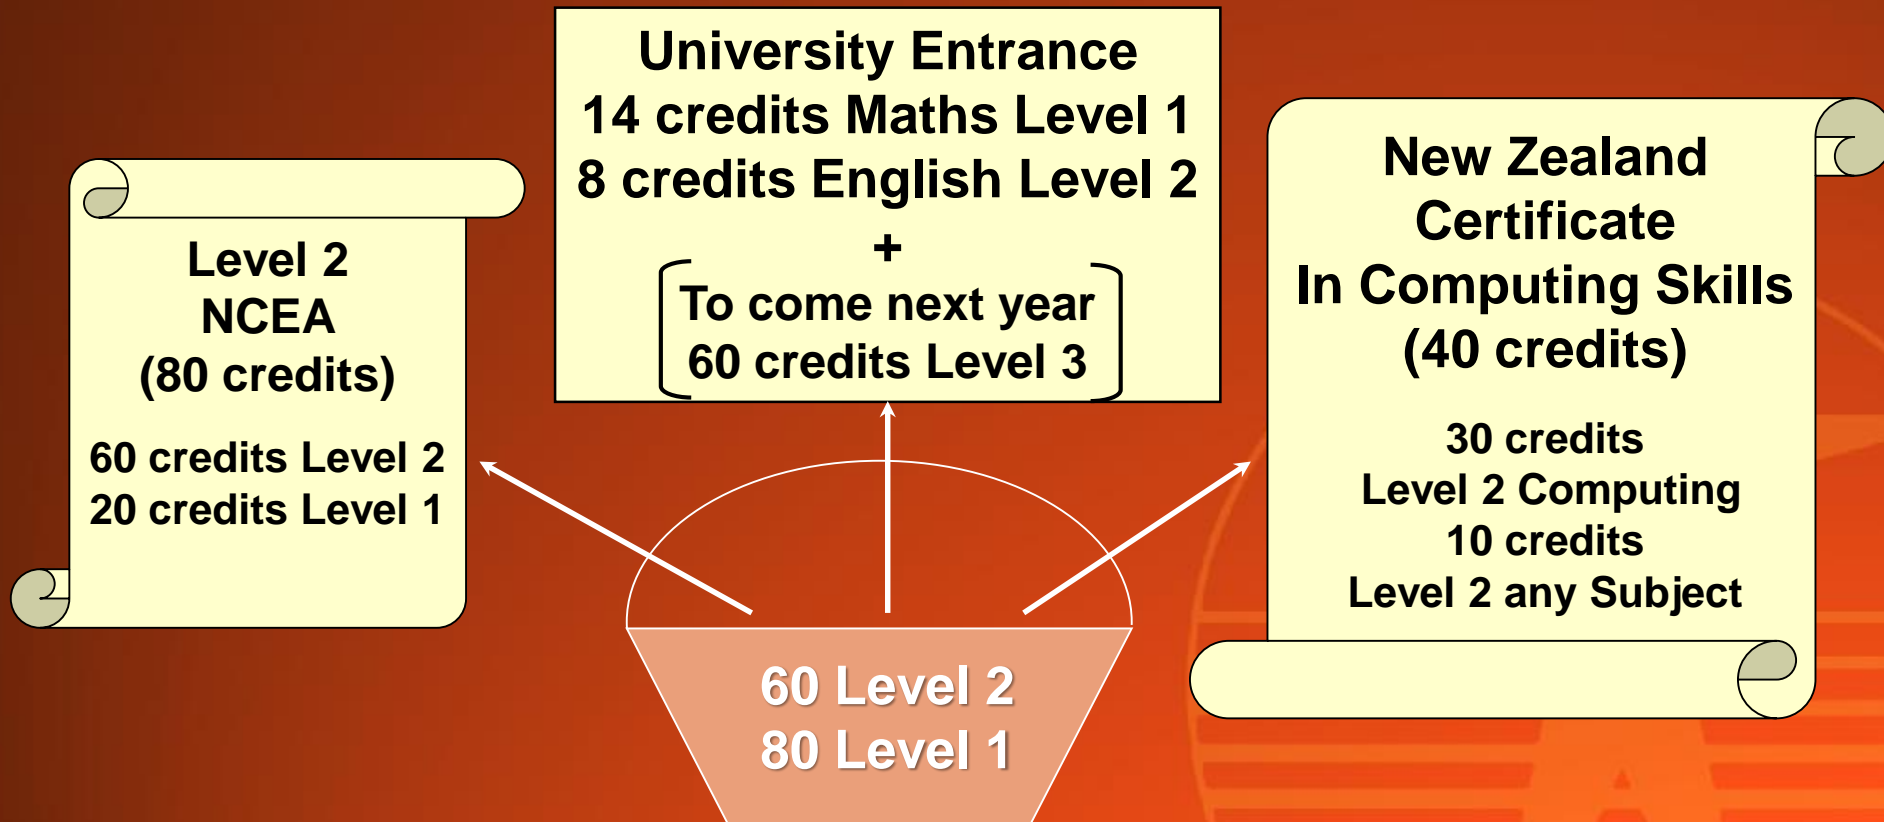 University Entrance
14 credits Maths Level 1
8 credits English Level 2
+
To come next year
60 credits Level 3
Level 2
NCEA
(80 credits)
60 credits Level 2
20 credits Level 1
New Zealand
Certificate
In Computing Skills
(40 credits)
30 credits
Level 2 Computing
10 credits
Level 2 any Subject
60 Level 2
80 Level 1